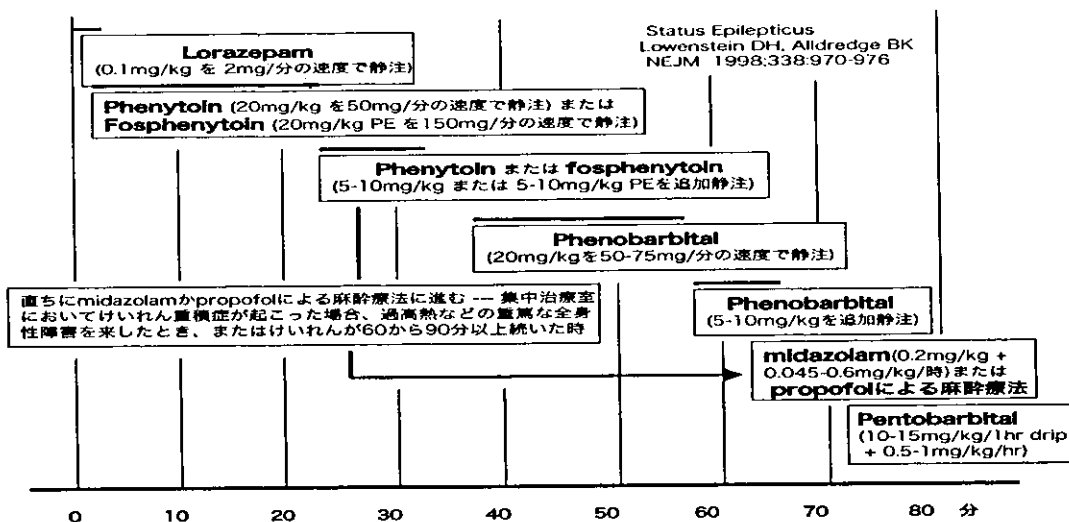 Status Epilepticus
Lowenstein DH, Alldredge BK
NEJM 1998;338:970-976
Lorazepam
(0.1mg/kg を 2mg/分の速度で静注)
Phenytoin (20mg/kg を50mg/分の速度で静注) または
Fosphenytoin (20mg/kg PE を150mg/分の速度で静注)
Phenytoin または fosphenytoin
(5-10mg/kg または 5-10mg/kg PEを追加静注)
Phenobarbital
(20mg/kgを50-75mg/分の速度で静注)
直ちにmidazolamかpropofolによる麻酔療法に進む --- 集中治療室
においてけいれん重積症が起こった場合、過高熱などの重篤な全身
性障害を来したとき、またはけいれんが60から90分以上続いた時
Phenobarbital
(5-10mg/kgを追加静注)
midazolam(0.2mg/kg +
0.045-0.6mg/kg/時)または
propofolによる麻酔療法
Pentobarbital
(10-15mg/kg/1hr drip
+ 0.5-1mg/kg/hr)
0 10 20 30 40 50 60 70 80 分